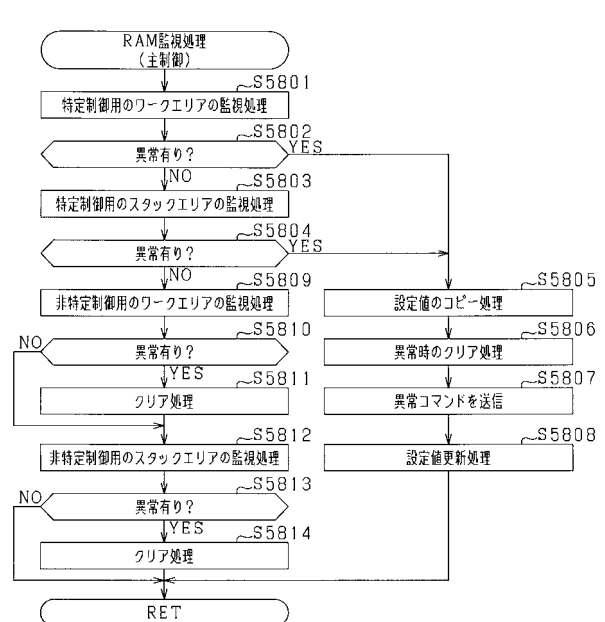 RAM監視処理
(主制御)
S5801
特定制御用のワークエリアの監視処理
S5802
異常有り？
YES
NO
S5803
特定制御用のスタックエリアの監視処理
S5804
異常有り？
YES
NO
S5809
非特定制御用のワークエリアの監視処理
S5810
NO
異常有り？
YES
S5811
クリア処理
S5812
非特定制御用のスタックエリアの監視処理
S5813
NO
異常有り？
YES
S5814
クリア処理
S5805
設定値のコピー処理
S5806
異常時のクリア処理
S5807
異常コマンドを送信
S5808
設定値更新処理
RET